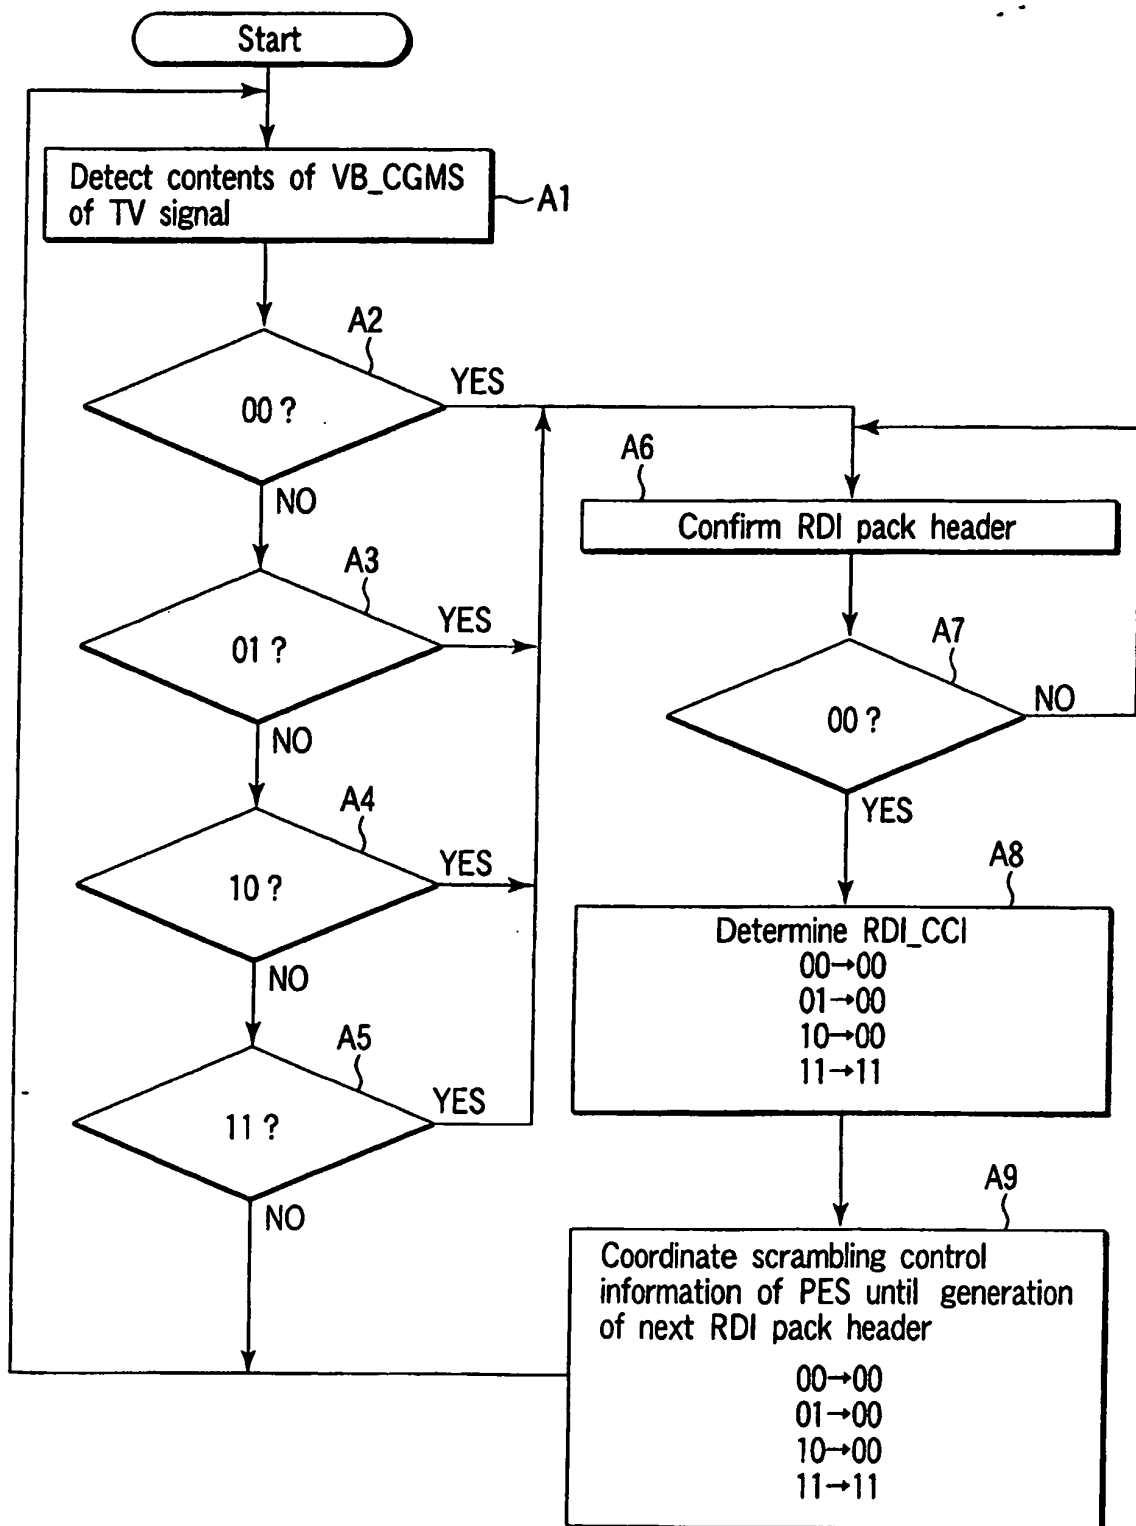 Start
Detect contents of VB_CGMS
of TV signal
A1
A2
00 ?
YES
NO
A3
01 ?
YES
NO
A4
10 ?
YES
NO
A5
11 ?
YES
NO
A6
Confirm RDI pack header
A7
00 ?
NO
YES
A8
Determine RDI_CCI
00→00
01→00
10→00
11→11
A9
Coordinate scrambling control
information of PES until generation
of next RDI pack header
00→00
01→00
10→00
11→11